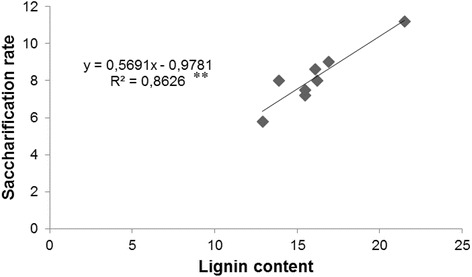 12
10
8
6
4
2
0
Saccharification rate
y = 0,5691x - 0,9781
R² = 0,8626 **
0 5 10 15 20 25
Lignin content